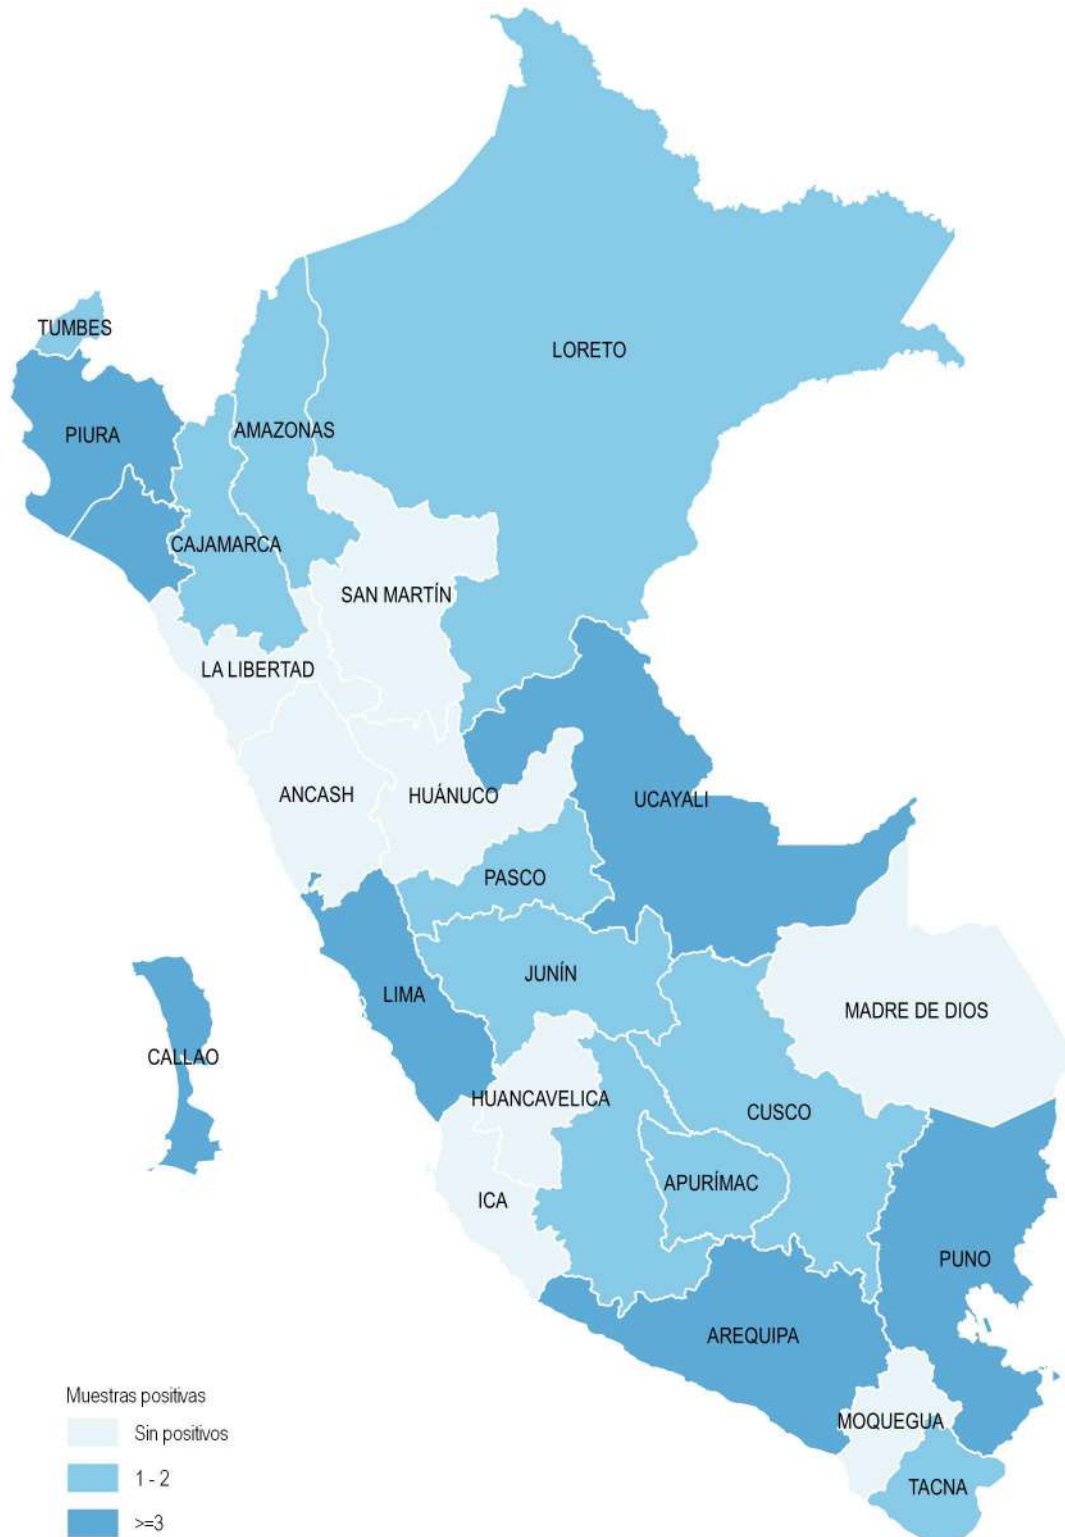 TUMBES
LORETO
PIURA
AMAZONAS
CAJAMARCA
SAN MARTÍN
LA LIBERTAD
ANCASH
HUÁNUCO
UCAYALI
PASCO
JUNÍN
LIMA
MADRE DE DIOS
CALLAO
HUANCAVELICA
CUSCO
APURÍMAC
ICA
PUNO
AREQUIPA
MOQUEGUA
TACNA
Muestras positivas
Sin positivos
1 - 2
>=3